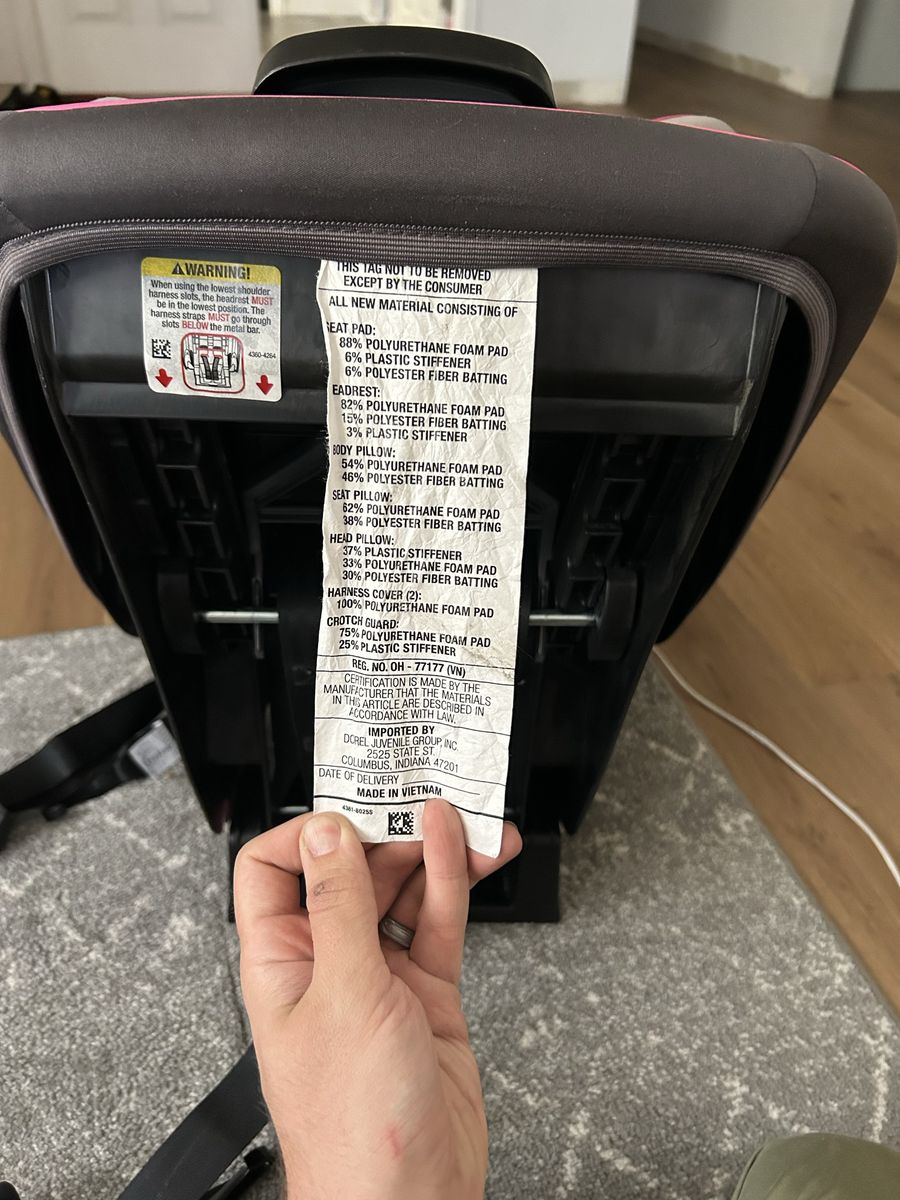 WARNING!
When using the lowest shoulder
harness slots, the headrest MUST
be in the lowest position. The
harness straps MUST go through
slots BELOW the metal bar.
4360-4264
THIS TAG NOT TO BE REMOVED
EXCEPT BY THE CONSUMER
ALL NEW MATERIAL CONSISTING OF
SEAT PAD:
88% POLYURETHANE FOAM PAD
6% PLASTIC STIFFENER
6% POLYESTER FIBER BATTING
EADREST:
82% POLYURETHANE FOAM PAD
15% POLYESTER FIBER BATTING
3% PLASTIC STIFFENER
BODY PILLOW:
54% POLYURETHANE FOAM PAD
46% POLYESTER FIBER BATTING
SEAT PILLOW:
62% POLYURETHANE FOAM PAD
38% POLYESTER FIBER BATTING
HEAD PILLOW:
37% PLASTIC STIFFENER
33% POLYURETHANE FOAM PAD
30% POLYESTER FIBER BATTING
HARNESS COVER (2):
100% POLYURETHANE FOAM PAD
CROTCH GUARD:
75% POLYURETHANE FOAM PAD
25% PLASTIC STIFFENER
REG. NO. OH - 77177 (VN)
CERTIFICATION IS MADE BY THE
MANUFACTURER THAT THE MATERIALS
IN THIS ARTICLE ARE DESCRIBED IN
ACCORDANCE WITH LAW.
IMPORTED BY
DOREL JUVENILE GROUP, INC.
2525 STATE ST.
COLUMBUS, INDIANA 47201
DATE OF DELIVERY
MADE IN VIETNAM
4361-8025S